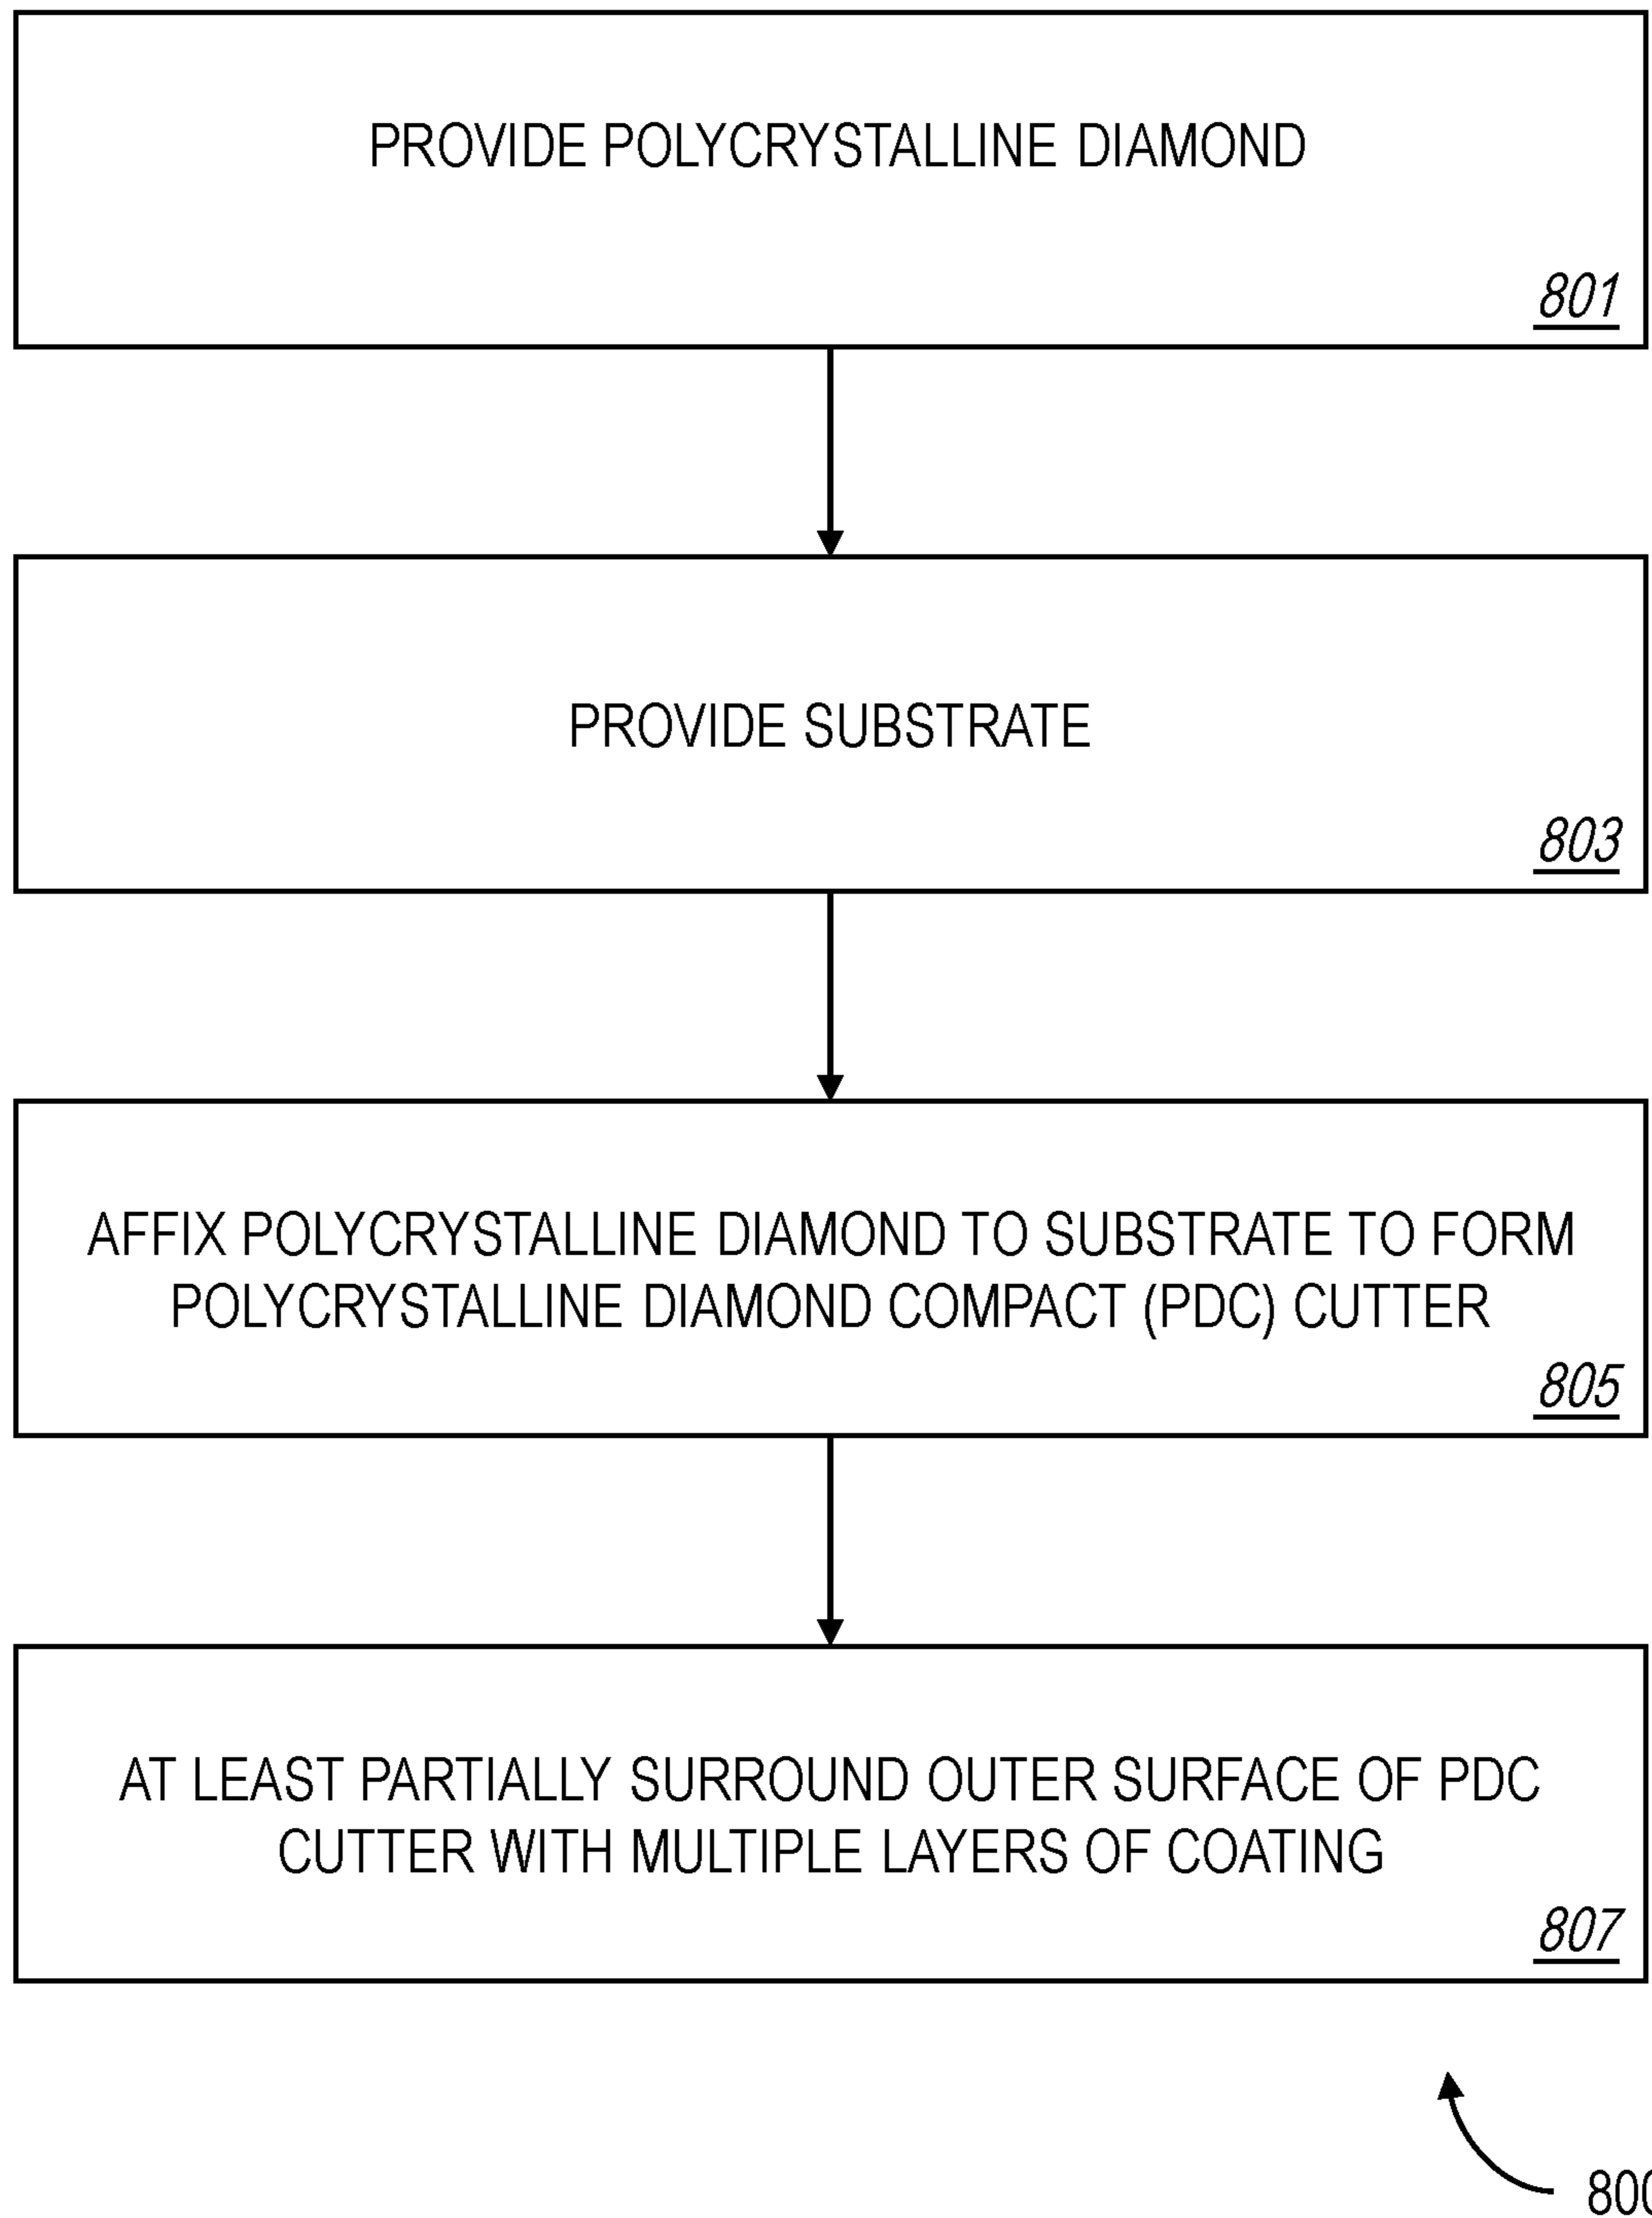 PROVIDE POLYCRYSTALLINE DIAMOND
801
PROVIDE SUBSTRATE
803
AFFIX POLYCRYSTALLINE DIAMOND TO SUBSTRATE TO FORM
POLYCRYSTALLINE DIAMOND COMPACT (PDC) CUTTER
805
AT LEAST PARTIALLY SURROUND OUTER SURFACE OF PDC
CUTTER WITH MULTIPLE LAYERS OF COATING
807
800